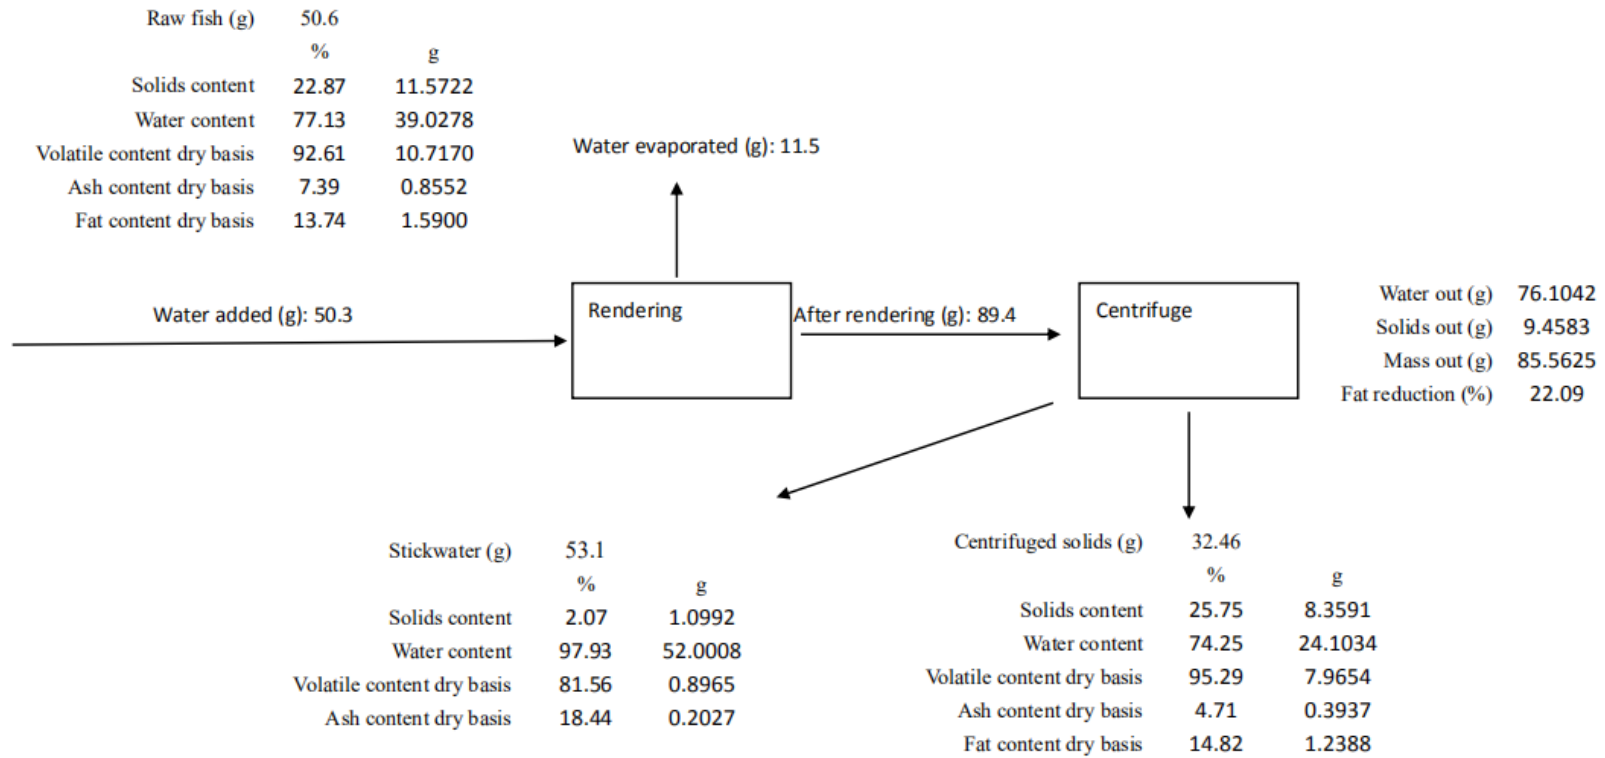 Raw fish (g) 50.6
% g
Solids content 22.87 11.5722
Water content 77.13 39.0278
Volatile content dry basis 92.61 10.7170
Ash content dry basis 7.39 0.8552
Fat content dry basis 13.74 1.5900
Water evaporated (g): 11.5
Water added (g): 50.3
Rendering
After rendering (g): 89.4
Centrifuge
Water out (g) 76.1042
Solids out (g) 9.4583
Mass out (g) 85.5625
Fat reduction (%) 22.09
Stickwater (g) 53.1
% g
Solids content 2.07 1.0992
Water content 97.93 52.0008
Volatile content dry basis 81.56 0.8965
Ash content dry basis 18.44 0.2027
Centrifuged solids (g) 32.46
% g
Solids content 25.75 8.3591
Water content 74.25 24.1034
Volatile content dry basis 95.29 7.9654
Ash content dry basis 4.71 0.3937
Fat content dry basis 14.82 1.2388